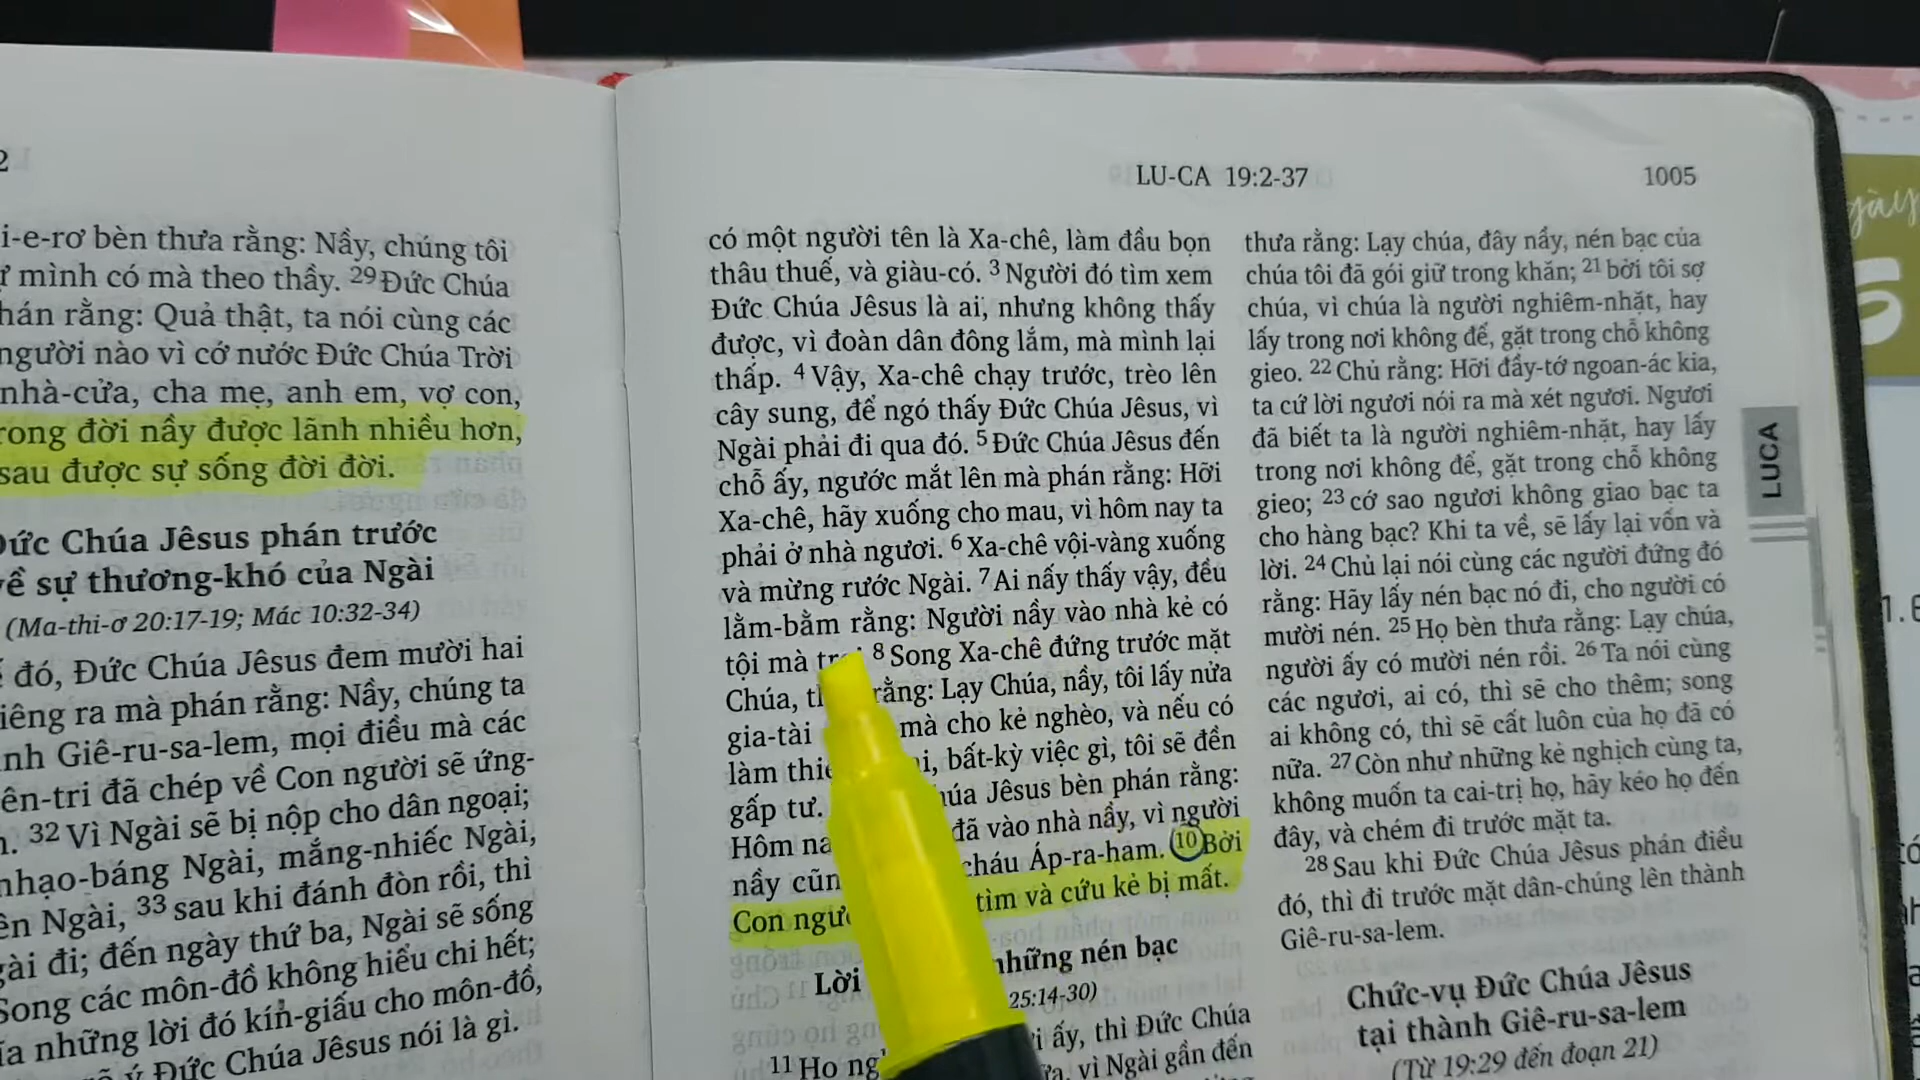 2
i-e-rơ bèn thưa rằng: Nầy, chúng tôi
mình có mà theo thầy. 29 Đức Chúa
rằng: Quả thật, ta nói cùng các
người nào vì cớ nước Đức Chúa Trời
nhà-cửa, cha mẹ, anh em, vợ con,
đời nầy được lãnh nhiều hơn,
sau được sự sống đời đời.
Đức Chúa Jêsus phán trước
về sự thương-khó của Ngài
(Ma-thi-ơ 20:17-19; Mác 10:32-34)
đó, Đức Chúa Jêsus đem mười hai
riêng ra mà phán rằng: Nầy, chúng ta
Giê-ru-sa-lem, mọi điều mà các
đã chép về Con người sẽ ứng-
32 Vì Ngài sẽ bị nộp cho dân ngoại;
nhạo-báng Ngài, mắng-nhiếc Ngài,
Ngài, 33 sau khi đánh đòn rồi, thì
đi; đến ngày thứ ba, Ngài sẽ sống
Song các môn-đồ không hiểu chi hết;
những lời đó kín-giấu cho môn-đồ,
Đức Chúa Jêsus nói là gì.
LU-CA 19:2-37
1005
có một người tên là Xa-chê, làm đầu bọn
thâu thuế, và giàu-có. 3 Người đó tìm xem
Đức Chúa Jêsus là ai, nhưng không thấy
được, vì đoàn dân đông lắm, mà mình lại
thấp. 4 Vậy, Xa-chê chạy trước, trèo lên
cây sung, để ngó thấy Đức Chúa Jêsus, vì
Ngài phải đi qua đó. 5 Đức Chúa Jêsus đến
chỗ ấy, ngước mắt lên mà phán rằng: Hỡi
Xa-chê, hãy xuống cho mau, vì hôm nay ta
phải ở nhà ngươi. 6 Xa-chê vội-vàng xuống
và mừng rước Ngài. 7 Ai nấy thấy vậy, đều
lằm-bằm rằng: Người nầy vào nhà kẻ có
tội mà 8 Song Xa-chê đứng trước mặt
Chúa, rằng: Lạy Chúa, nầy, tôi lấy nửa
gia-tài mà cho kẻ nghèo, và nếu có
làm bất-kỳ việc gì, tôi sẽ đền
gấp tư. Jêsus bèn phán rằng:
Hôm đã vào nhà nầy, vì người
nầy cháu Áp-ra-ham. 10 Bởi
Con tìm và cứu kẻ bị mất.
Lời những nén bạc
25:14-30)
11 Họ ấy, thì Đức Chúa
vì Ngài gần đến
thưa rằng: Lạy chúa, đây nầy, nén bạc của
chúa tôi đã gói giữ trong khăn; 21 bởi tôi sợ
chúa, vì chúa là người nghiêm-nhặt, hay
lấy trong nơi không để, gặt trong chỗ không
gieo. 22 Chủ rằng: Hỡi đầy-tớ ngoan-ác kia,
ta cứ lời ngươi nói ra mà xét ngươi. Ngươi
đã biết ta là người nghiêm-nhặt, hay lấy
trong nơi không để, gặt trong chỗ không
gieo; 23 cớ sao ngươi không giao bạc ta
cho hàng bạc? Khi ta về, sẽ lấy lại vốn và
lời. 24 Chủ lại nói cùng các người đứng đó
rằng: Hãy lấy nén bạc nó đi, cho người có
mười nén. 25 Họ bèn thưa rằng: Lạy chúa,
người ấy có mười nén rồi. 26 Ta nói cùng
các ngươi, ai có, thì sẽ cho thêm; song
ai không có, thì sẽ cất luôn của họ đã có
nữa. 27 Còn như những kẻ nghịch cùng ta,
không muốn ta cai-trị họ, hãy kéo họ đến
đây, và chém đi trước mặt ta.
28 Sau khi Đức Chúa Jêsus phán điều
đó, thì đi trước mặt dân-chúng lên thành
Giê-ru-sa-lem.
Chức-vụ Đức Chúa Jêsus
tại thành Giê-ru-sa-lem
(Từ 19:29 đến đoạn 21)
LUCA